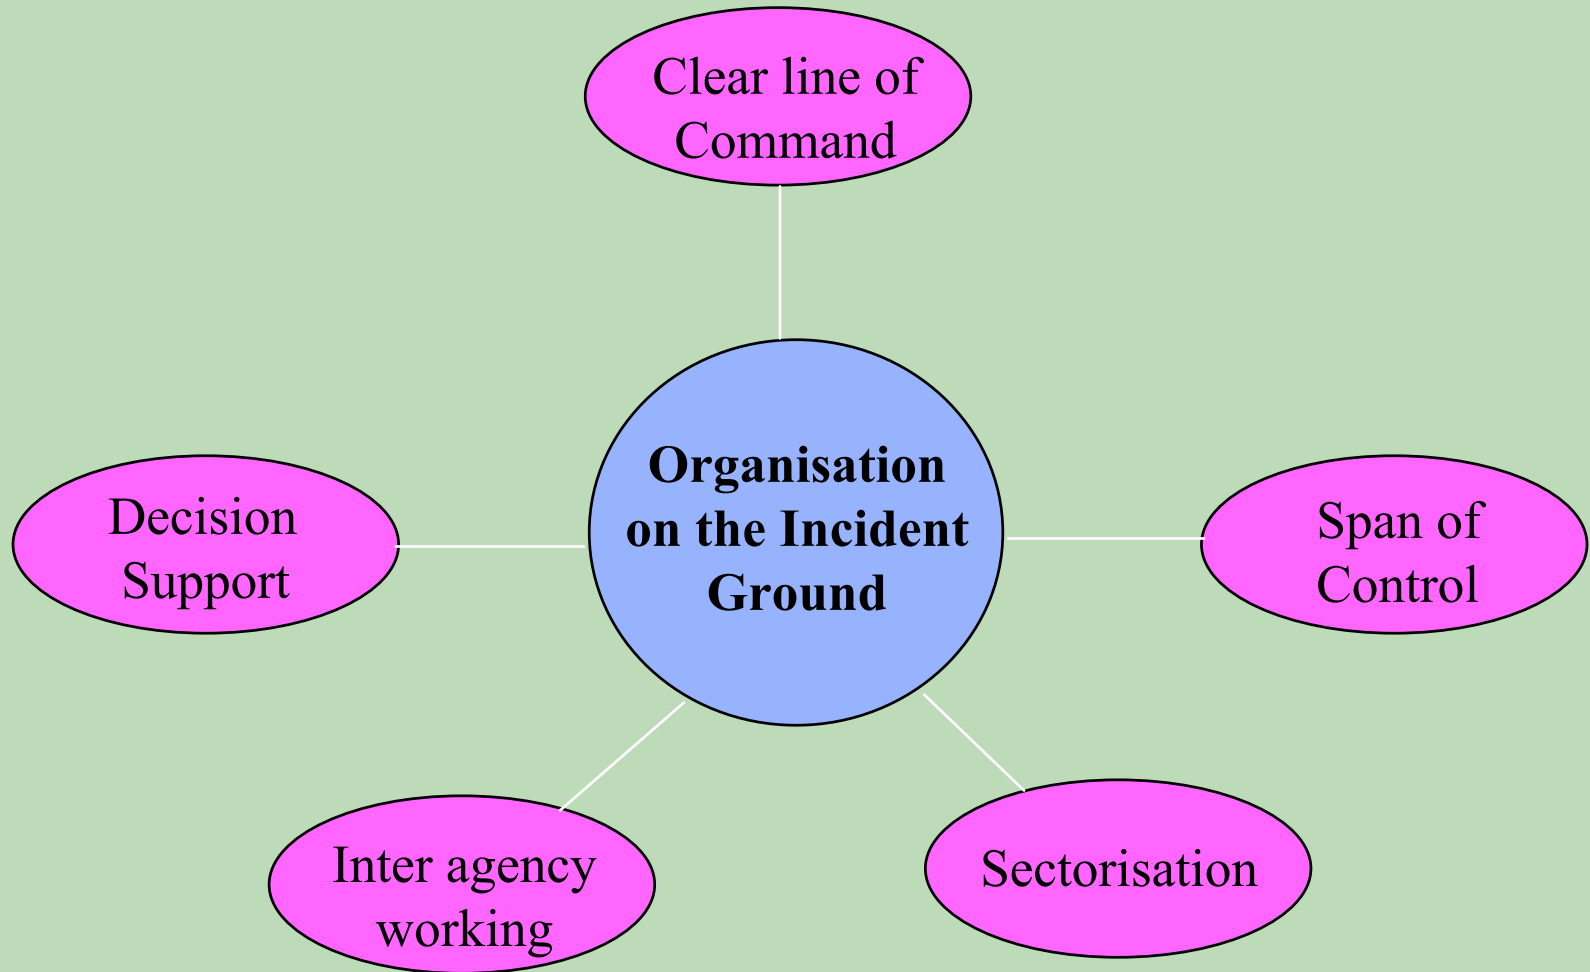 Clear line of
Command
Organisation
on the Incident
Ground
Decision
Support
Span of
Control
Inter agency
working
Sectorisation